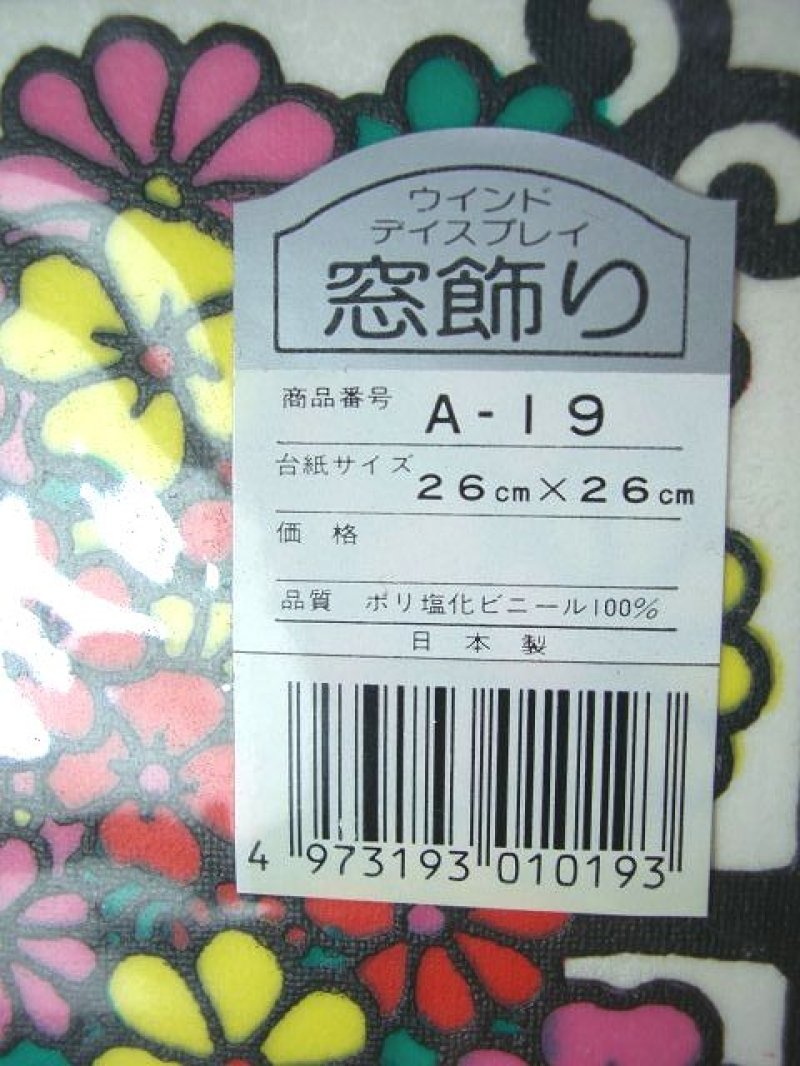 ウインド
ディスプレイ
窓飾り
商品番号 A-19
台紙サイズ 26cm×26cm
価 格
品質 ポリ塩化ビニール100%
日 本 製
4 973193 010193